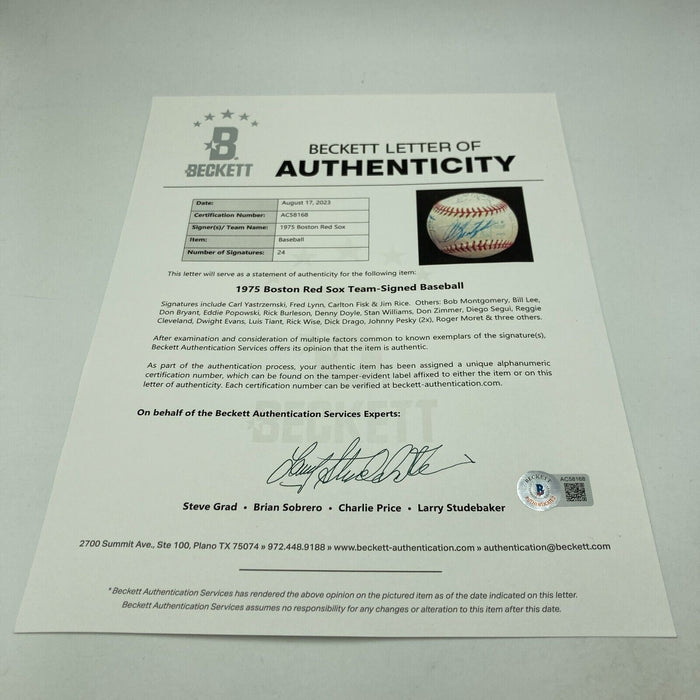 B
BECKETT
BECKETT LETTER OF
AUTHENTICITY
Date: August 17, 2023
Certification Number: AC58168
Signer(s)/ Team Name: 1975 Boston Red Sox
Item: Baseball
Number of Signatures: 24
This letter will serve as a statement of authenticity for the following item:
1975 Boston Red Sox Team-Signed Baseball
Signatures include Carl Yastrzemski, Fred Lynn, Carlton Fisk & Jim Rice. Others: Bob Montgomery, Bill Lee,
Don Bryant, Eddie Popowski, Rick Burleson, Denny Doyle, Stan Williams, Don Zimmer, Diego Segui, Reggie
Cleveland, Dwight Evans, Luis Tiant, Rick Wise, Dick Drago, Johnny Pesky (2x), Roger Moret & three others.
After examination and consideration of multiple factors common to known exemplars of the signature(s),
Beckett Authentication Services offers its opinion that the item is authentic.
As part of the authentication process, your authentic item has been assigned a unique alphanumeric
certification number, which can be found on the tamper-evident label affixed to either the item or on this
letter of authenticity. Each certification number can be verified at beckett-authentication.com.
On behalf of the Beckett Authentication Services Experts:
BECKETT
BECKETT
B
AUTHENTICATED
AC58168
Steve Grad • Brian Sobrero • Charlie Price • Larry Studebaker
2700 Summit Ave., Ste 100, Plano TX 75074 » 972.448.9188 » www.beckett-authentication.com » authentication@beckett.com
*Beckett Authentication Services has rendered the above opinion on the pictured item as of the date indicated on this letter.
Beckett Authentication Services assumes no responsibility for any changes or alteration to this item after this date.